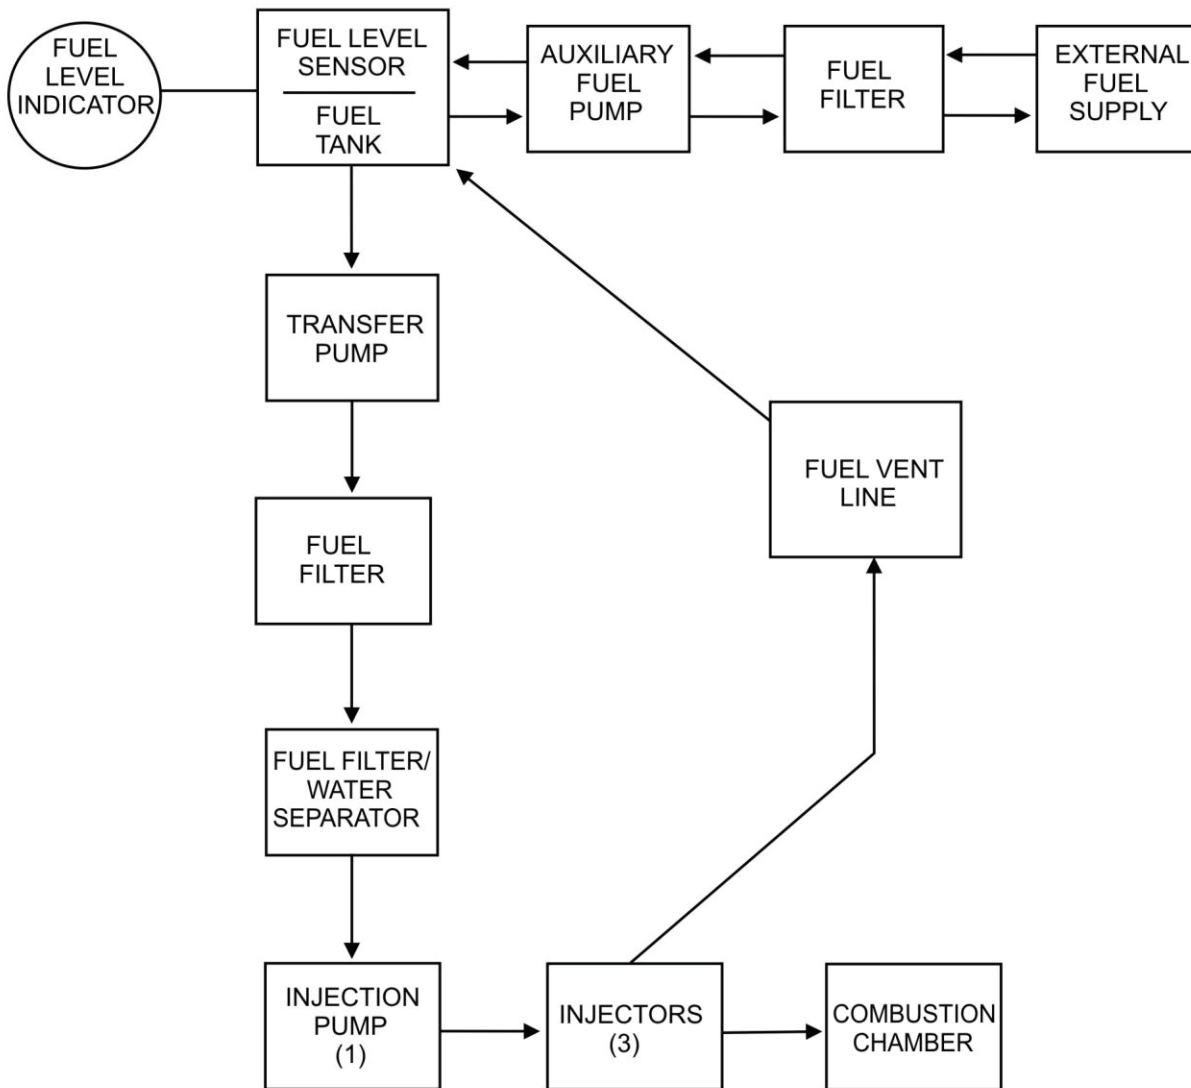 FUEL
LEVEL
INDICATOR
FUEL LEVEL
SENSOR
FUEL
TANK
AUXILIARY
FUEL
PUMP
FUEL
FILTER
EXTERNAL
FUEL
SUPPLY
TRANSFER
PUMP
FUEL VENT
LINE
FUEL
FILTER
FUEL FILTER/
WATER
SEPARATOR
INJECTION
PUMP
(1)
INJECTORS
(3)
COMBUSTION
CHAMBER